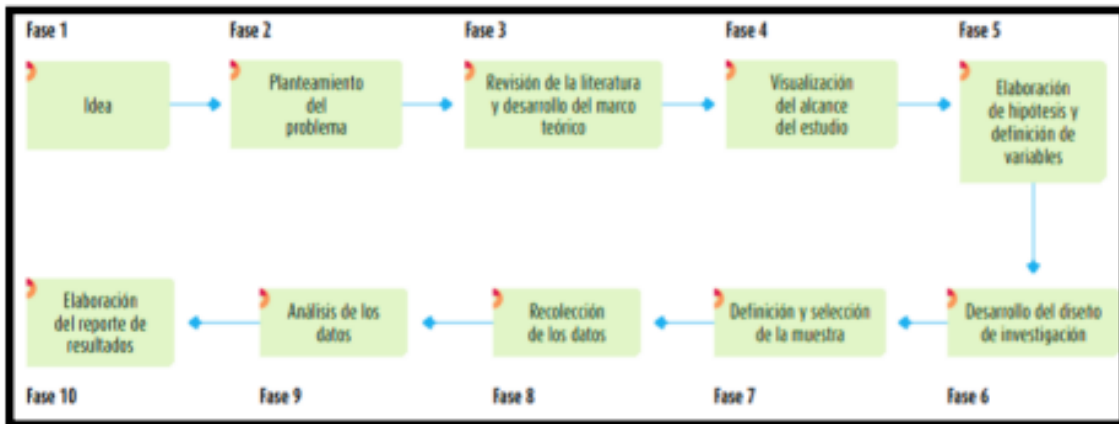 Fase 1
Fase 2
Fase 3
Fase 4
Fase 5
Idea
Planteamiento
del
problema
Revisión de la literatura
y desarrollo del marco
teórico
Visualización
del alcance
del estudio
Elaboración
de hipótesis y
definición de
variables
Elaboración
del reporte de
resultados
Análisis de los
datos
Recolección
de los datos
Definición y selección
de la muestra
Desarrollo del diseño
de investigación
Fase 10
Fase 9
Fase 8
Fase 7
Fase 6